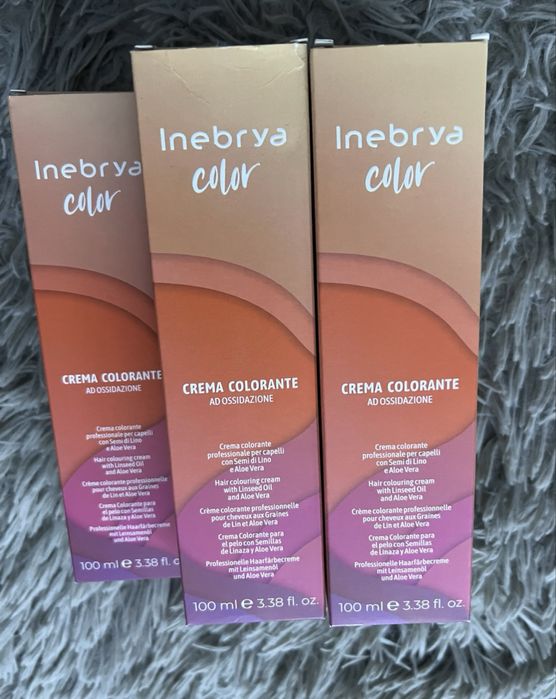 Inebrya
color
CREMA COLORANTE
AD OSSIDAZIONE
Crema colorante
professionale per capelli
con Semi di Lino
e Aloe Vera
Hair colouring cream
with Linseed Oil
and Aloe Vera
Crème colorante professionnelle
pour cheveux aux Graines
de Lin et Aloe Vera
Crema Colorante para
el pelo con Semillas
de Linaza y Aloe Vera
Professionelle Haarfärbecreme
mit Leinsamenöl
und Aloe Vera
100 ml e 3.38 fl. oz.
Inebrya
color
CREMA COLORANTE
AD OSSIDAZIONE
Crema colorante
professionale per capelli
con Semi di Lino
e Aloe Vera
Hair colouring cream
with Linseed Oil
and Aloe Vera
Crème colorante professionnelle
pour cheveux aux Graines
de Lin et Aloe Vera
Crema Colorante para
el pelo con Semillas
de Linaza y Aloe Vera
Professionelle Haarfärbecreme
mit Leinsamenöl
und Aloe Vera
100 ml e 3.38 fl. oz.
Inebrya
color
CREMA COLORANTE
AD OSSIDAZIONE
Crema colorante
professionale per capelli
con Semi di Lino
e Aloe Vera
Hair colouring cream
with Linseed Oil
and Aloe Vera
Crème colorante professionnelle
pour cheveux aux Graines
de Lin et Aloe Vera
Crema Colorante para
el pelo con Semillas
de Linaza y Aloe Vera
Professionelle Haarfärbecreme
mit Leinsamenöl
und Aloe Vera
100 ml e 3.38 fl. oz.